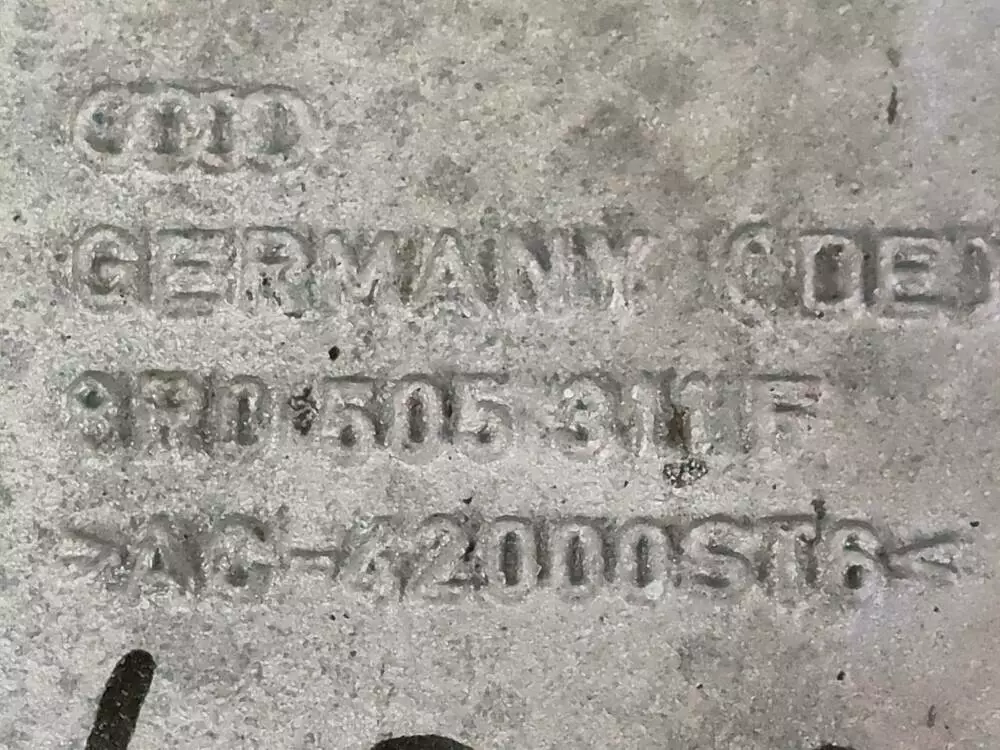 GERMANY (DE)
8R0 505 311 F
>AC-42000ST6<